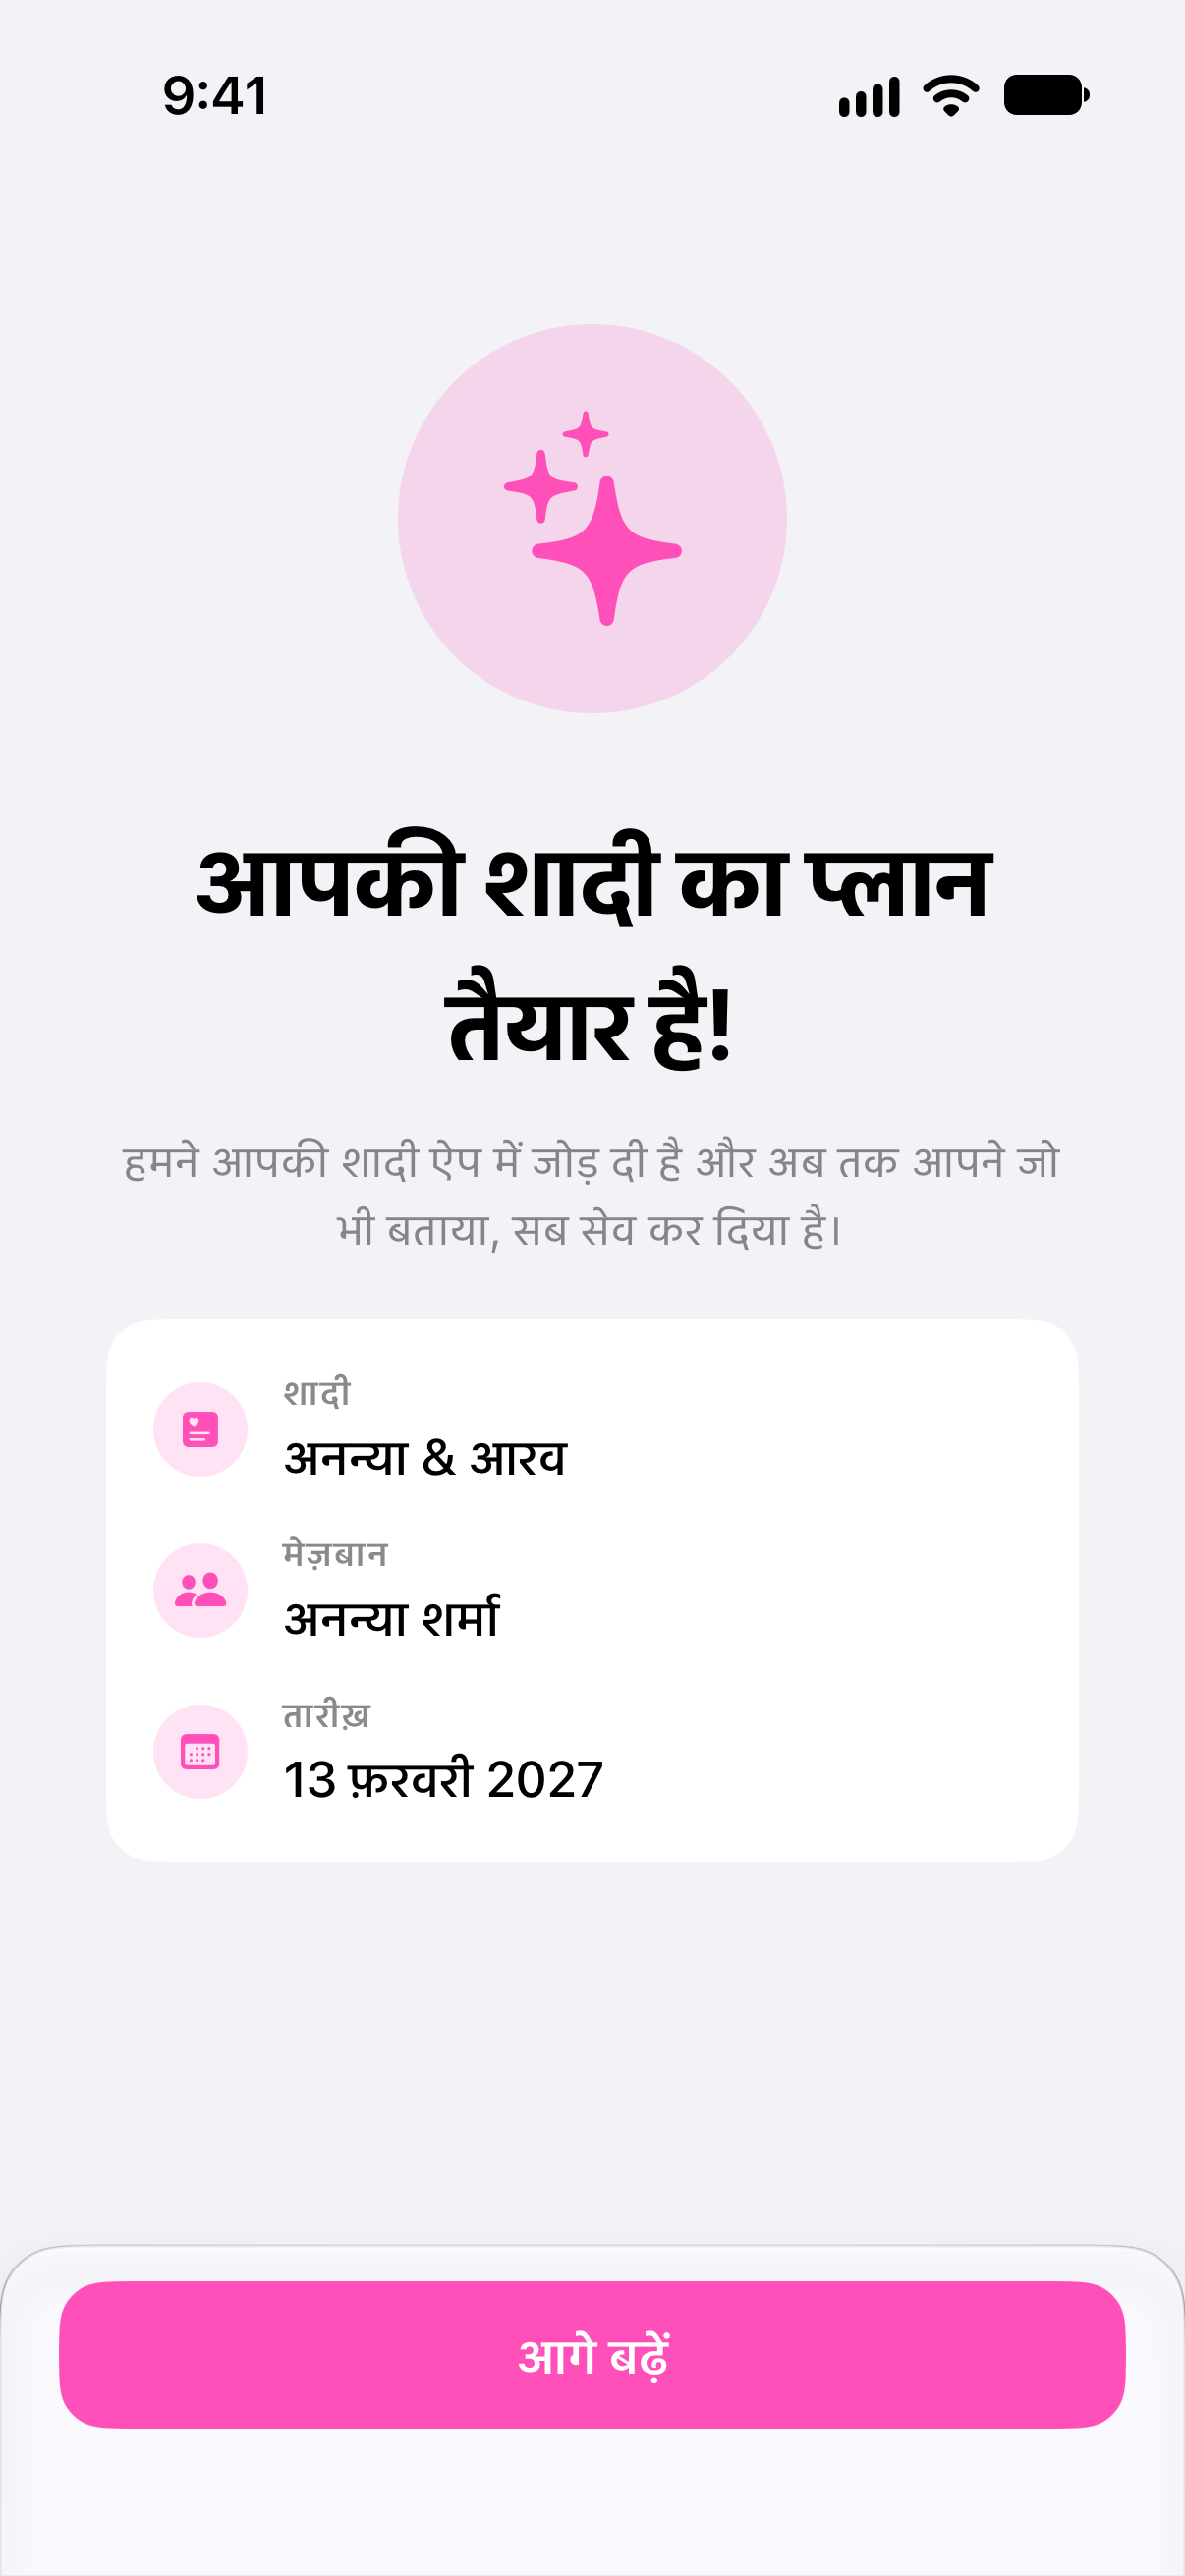 9:41
आपकी शादी का प्लान
तैयार है!
हमने आपकी शादी ऐप में जोड़ दी है और अब तक आपने जो
भी बताया, सब सेव कर दिया है।
शादी
अनन्या & आरव
मेज़बान
अनन्या शर्मा
तारीख़
13 फ़रवरी 2027
आगे बढ़ें